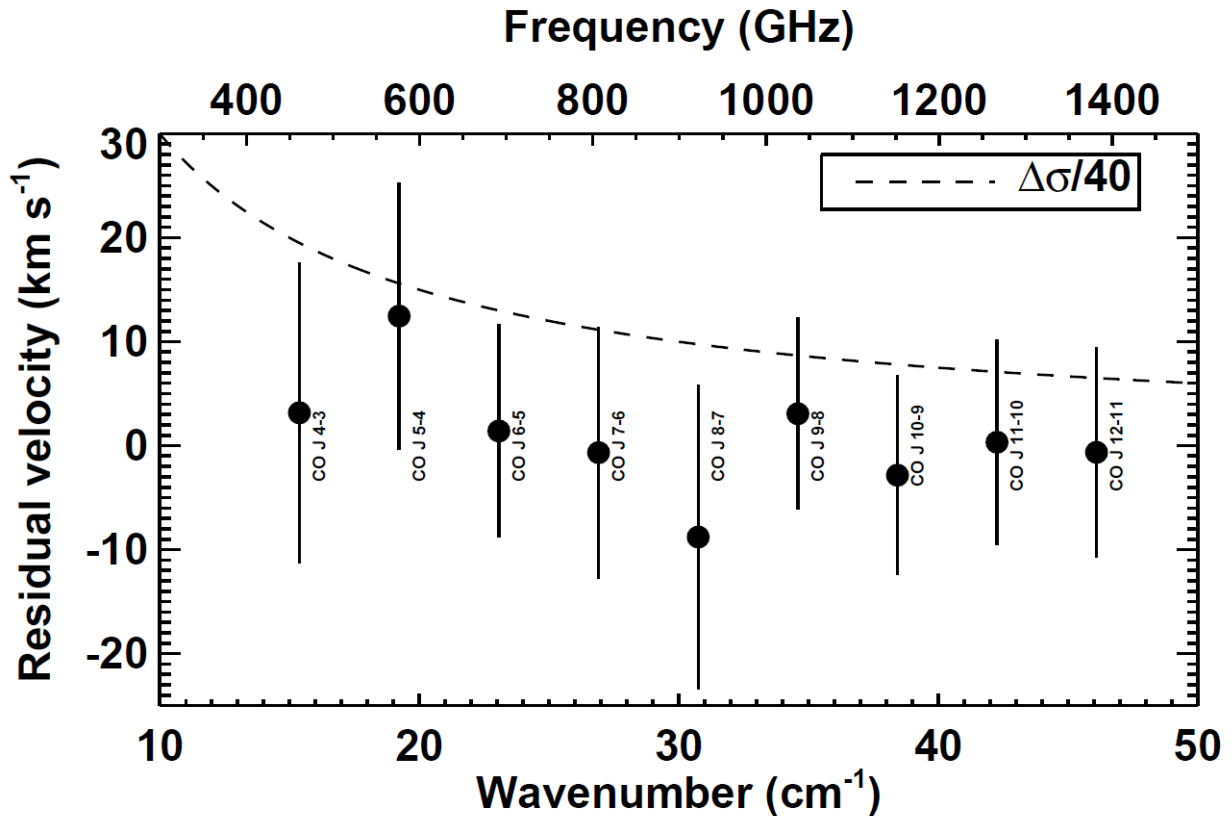 Frequency (GHz)
400 600 800 1000 1200 1400
30
20
10
0
-10
-20
Residual velocity (km s⁻¹)
Δσ/40
CO J 4-3
CO J 5-4
CO J 6-5
CO J 7-6
CO J 8-7
CO J 9-8
CO J 10-9
CO J 11-10
CO J 12-11
10 20 30 40 50
Wavenumber (cm⁻¹)